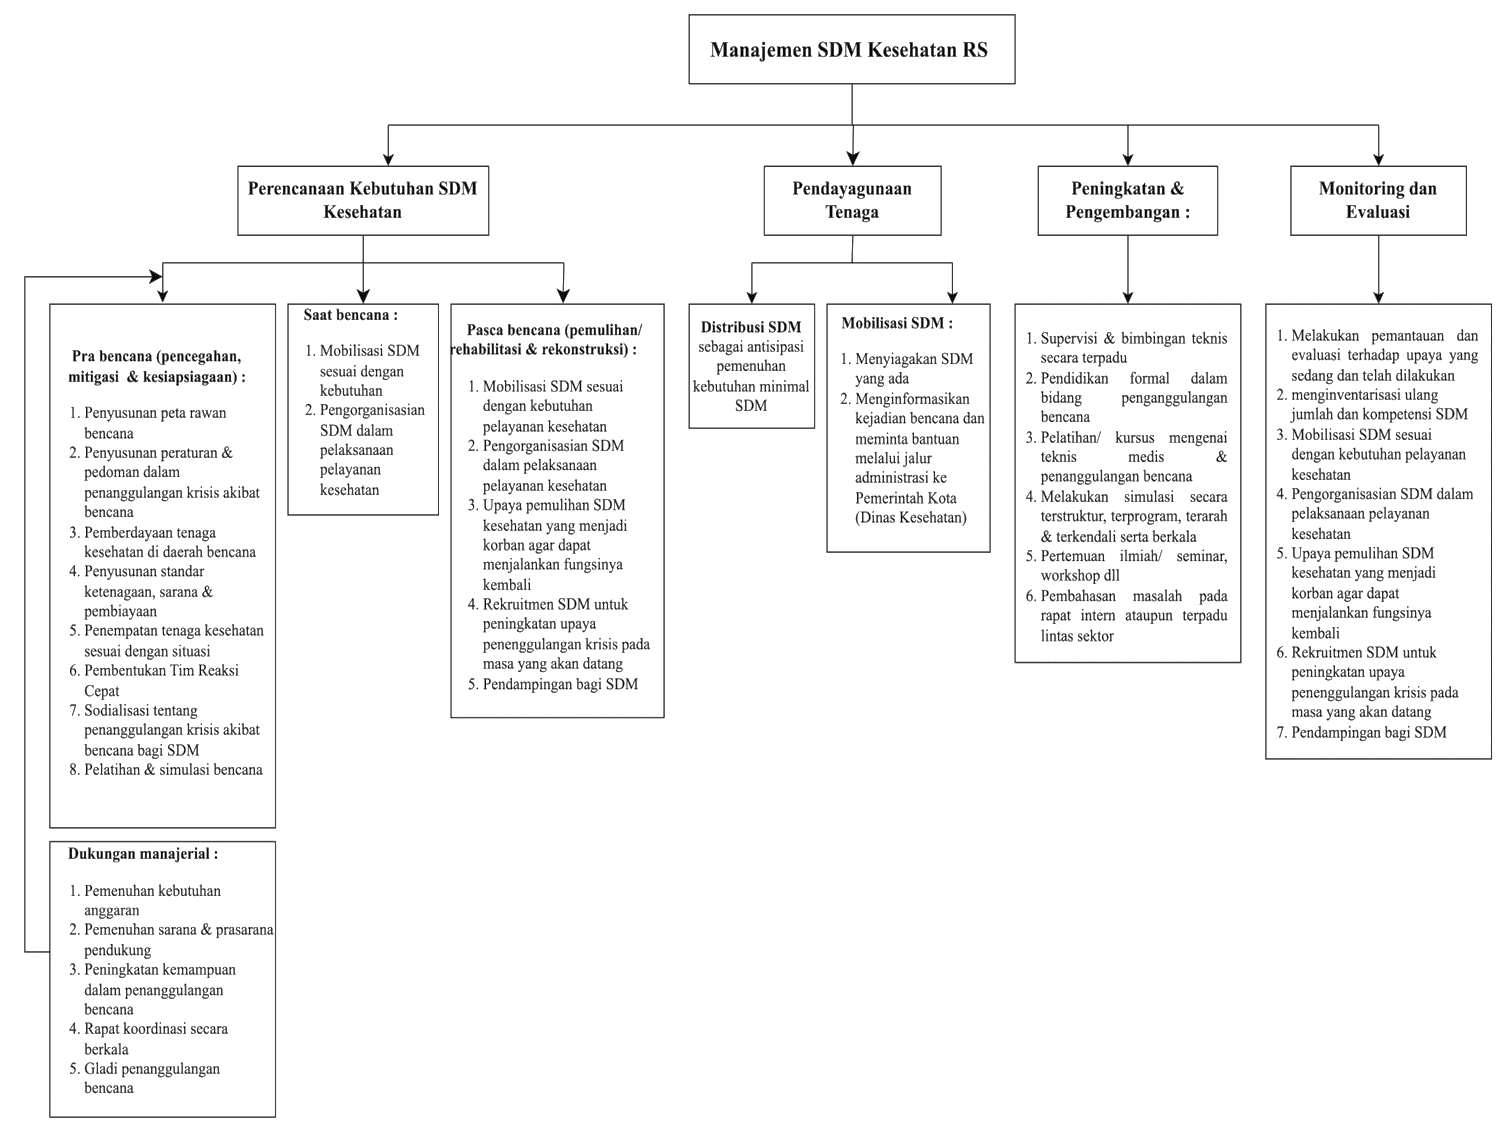 Manajemen SDM Kesehatan RS
Perencanaan Kebutuhan SDM
Kesehatan
Pendayagunaan
Tenaga
Peningkatan &
Pengembangan :
Monitoring dan
Evaluasi
Pra bencana (pencegahan,
mitigasi & kesiapsiagaan) :
1. Penyusunan peta rawan
bencana
2. Penyusunan peraturan &
pedoman dalam
penanggulangan krisis akibat
bencana
3. Pemberdayaan tenaga
kesehatan di daerah bencana
4. Penyusunan standar
ketenagaan, sarana &
pembiayaan
5. Penempatan tenaga kesehatan
sesuai dengan situasi
6. Pembentukan Tim Reaksi
Cepat
7. Sodialisasi tentang
penanggulangan krisis akibat
bencana bagi SDM
8. Pelatihan & simulasi bencana
Saat bencana :
1. Mobilisasi SDM
sesuai dengan
kebutuhan
2. Pengorganisasian
SDM dalam
pelaksanaan
pelayanan
kesehatan
Pasca bencana (pemulihan/
rehabilitasi & rekonstruksi) :
1. Mobilisasi SDM sesuai
dengan kebutuhan
pelayanan kesehatan
2. Pengorganisasian SDM
dalam pelaksanaan
pelayanan kesehatan
3. Upaya pemulihan SDM
kesehatan yang menjadi
korban agar dapat
menjalankan fungsinya
kembali
4. Rekruitmen SDM untuk
peningkatan upaya
penenggulangan krisis pada
masa yang akan datang
5. Pendampingan bagi SDM
Distribusi SDM
sebagai antisipasi
pemenuhan
kebutuhan minimal
SDM
Mobilisasi SDM :
1. Menyiagakan SDM
yang ada
2. Menginformasikan
kejadian bencana dan
meminta bantuan
melalui jalur
administrasi ke
Pemerintah Kota
(Dinas Kesehatan)
1. Supervisi & bimbingan teknis
secara terpadu
2. Pendidikan formal dalam
bidang penganggulangan
bencana
3. Pelatihan/ kursus mengenai
teknis medis &
penanggulangan bencana
4. Melakukan simulasi secara
terstruktur, terprogram, terarah
& terkendali serta berkala
5. Pertemuan ilmiah/ seminar,
workshop dll
6. Pembahasan masalah pada
rapat intern ataupun terpadu
lintas sektor
1. Melakukan pemantauan dan
evaluasi terhadap upaya yang
sedang dan telah dilakukan
2. menginventarisasi ulang
jumlah dan kompetensi SDM
3. Mobilisasi SDM sesuai
dengan kebutuhan pelayanan
kesehatan
4. Pengorganisasian SDM dalam
pelaksanaan pelayanan
kesehatan
5. Upaya pemulihan SDM
kesehatan yang menjadi
korban agar dapat
menjalankan fungsinya
kembali
6. Rekruitmen SDM untuk
peningkatan upaya
penenggulangan krisis pada
masa yang akan datang
7. Pendampingan bagi SDM
Dukungan manajerial :
1. Pemenuhan kebutuhan
anggaran
2. Pemenuhan sarana & prasarana
pendukung
3. Peningkatan kemampuan
dalam penanggulangan
bencana
4. Rapat koordinasi secara
berkala
5. Gladi penanggulangan
bencana